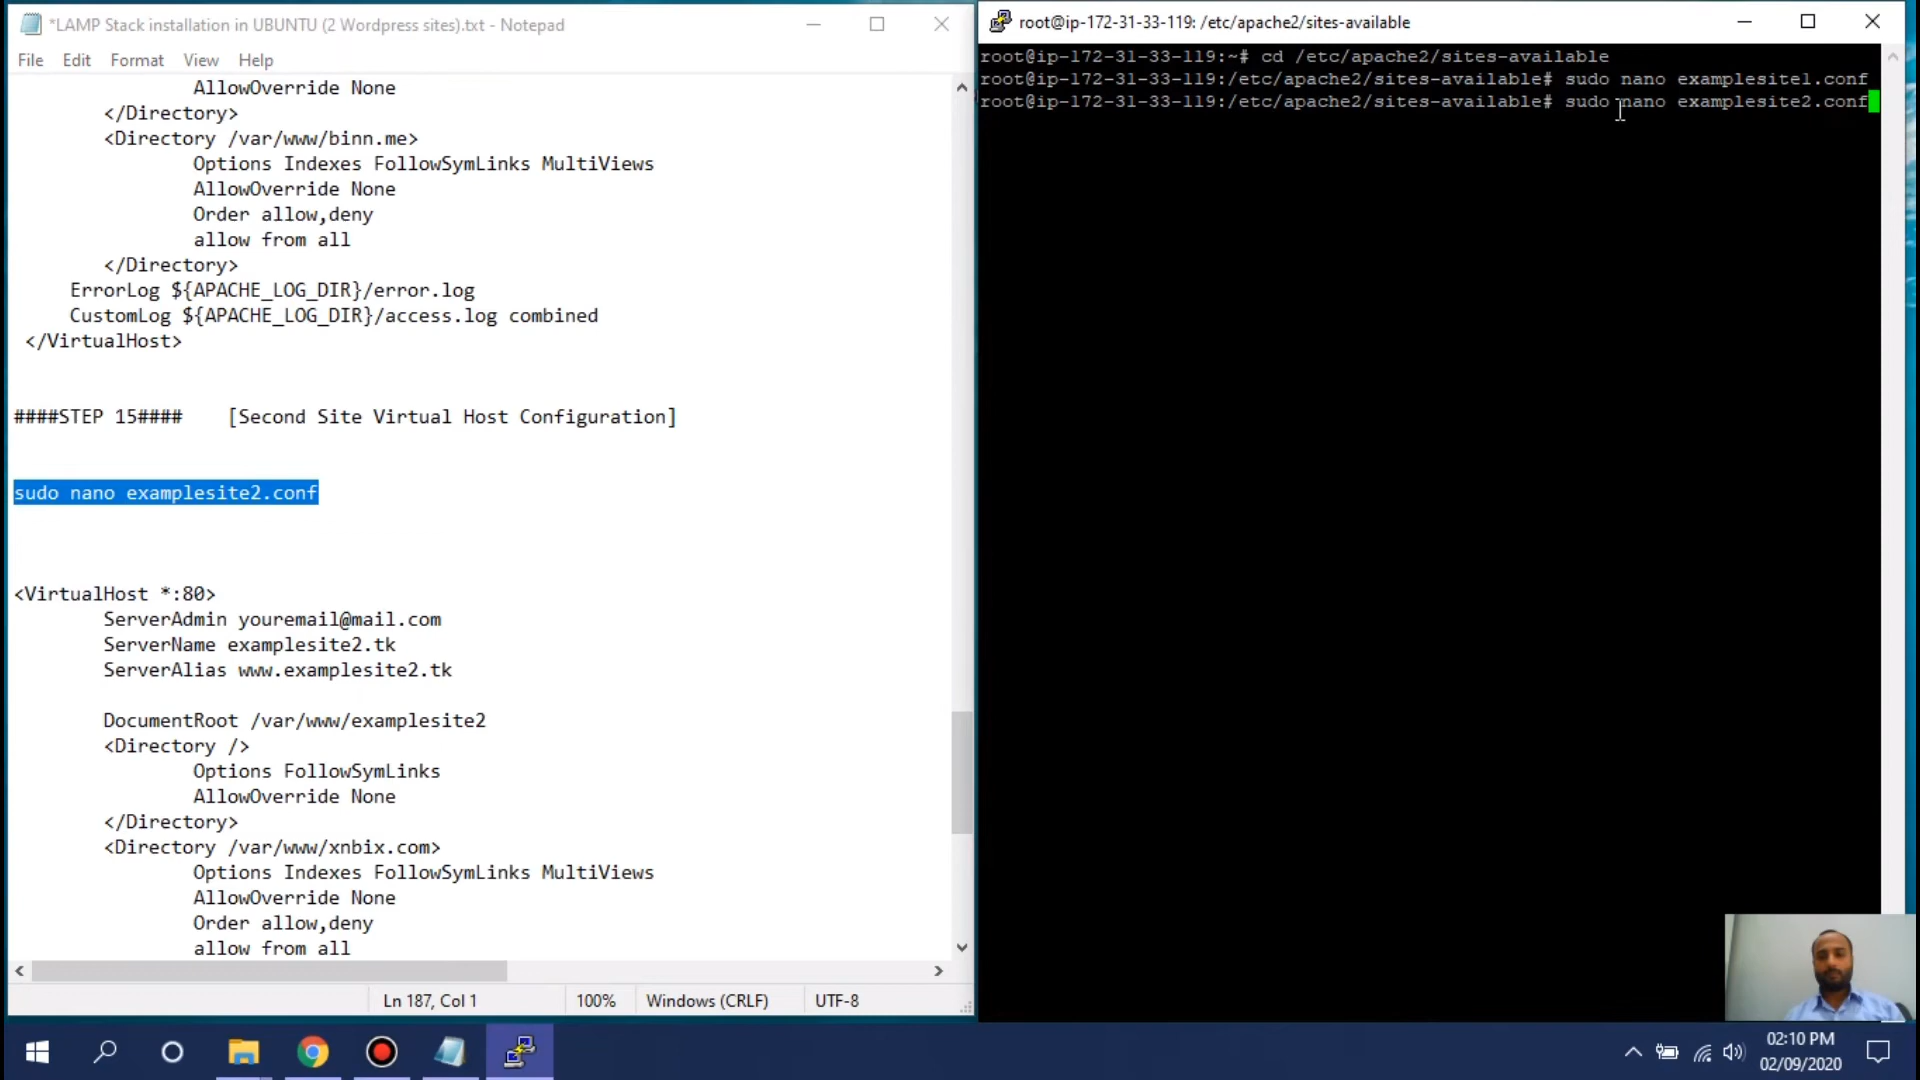 *LAMP Stack installation in UBUNTU (2 Wordpress sites).txt - Notepad
File Edit Format View Help
AllowOverride None
</Directory>
<Directory /var/www/binn.me>
Options Indexes FollowSymLinks MultiViews
AllowOverride None
Order allow,deny
allow from all
</Directory>
ErrorLog ${APACHE_LOG_DIR}/error.log
CustomLog ${APACHE_LOG_DIR}/access.log combined
</VirtualHost>
####STEP 15#### [Second Site Virtual Host Configuration]
sudo nano examplesite2.conf
<VirtualHost *:80>
ServerAdmin youremail@mail.com
ServerName examplesite2.tk
ServerAlias www.examplesite2.tk
DocumentRoot /var/www/examplesite2
<Directory />
Options FollowSymLinks
AllowOverride None
</Directory>
<Directory /var/www/xnbix.com>
Options Indexes FollowSymLinks MultiViews
AllowOverride None
Order allow,deny
allow from all
Ln 187, Col 1 100% Windows (CRLF) UTF-8
root@ip-172-31-33-119: /etc/apache2/sites-available
root@ip-172-31-33-119:~# cd /etc/apache2/sites-available
root@ip-172-31-33-119:/etc/apache2/sites-available# sudo nano examplesite1.conf
root@ip-172-31-33-119:/etc/apache2/sites-available# sudo nano examplesite2.conf
02:10 PM
02/09/2020